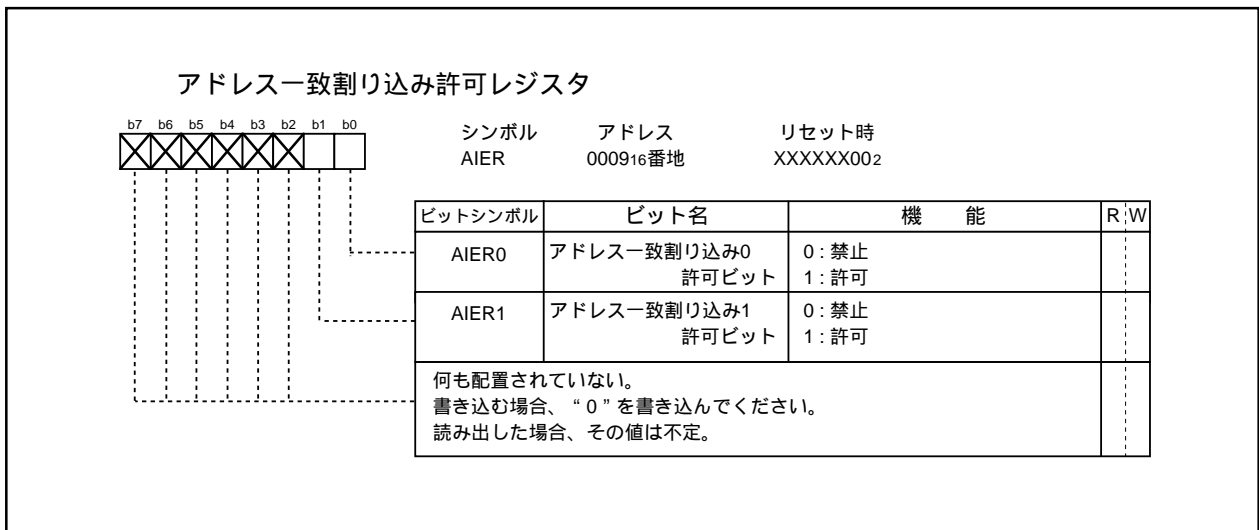 アドレス一致割り込み許可レジスタ
b7 b6 b5 b4 b3 b2 b1 b0
シンボル アドレス リセット時
AIER 000916番地 XXXXXX002
ビットシンボル ビット名 機 能 R W
AIER0 アドレス一致割り込み0 許可ビット 0 : 禁止
1 : 許可
AIER1 アドレス一致割り込み1 許可ビット 0 : 禁止
1 : 許可
何も配置されていない。
書き込む場合、“ 0 ” を書き込んでください。
読み出した場合、その値は不定。